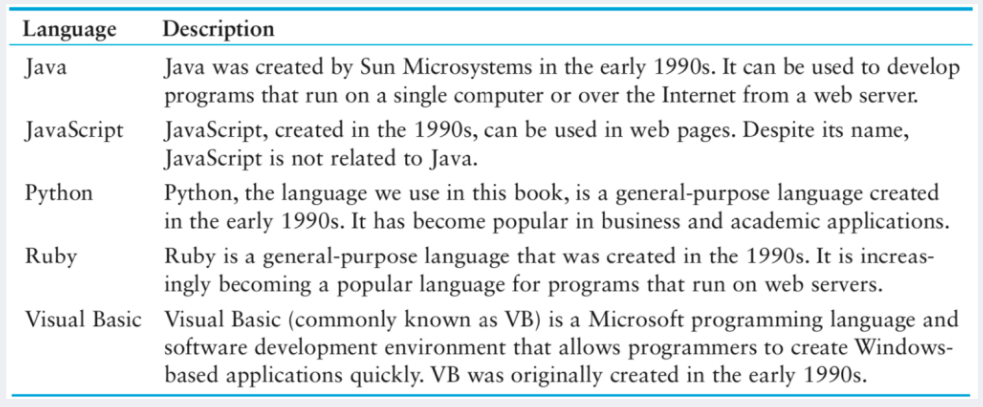 Language Description
Java Java was created by Sun Microsystems in the early 1990s. It can be used to develop
programs that run on a single computer or over the Internet from a web server.
JavaScript JavaScript, created in the 1990s, can be used in web pages. Despite its name,
JavaScript is not related to Java.
Python Python, the language we use in this book, is a general-purpose language created
in the early 1990s. It has become popular in business and academic applications.
Ruby Ruby is a general-purpose language that was created in the 1990s. It is increas-
ingly becoming a popular language for programs that run on web servers.
Visual Basic Visual Basic (commonly known as VB) is a Microsoft programming language and
software development environment that allows programmers to create Windows-
based applications quickly. VB was originally created in the early 1990s.